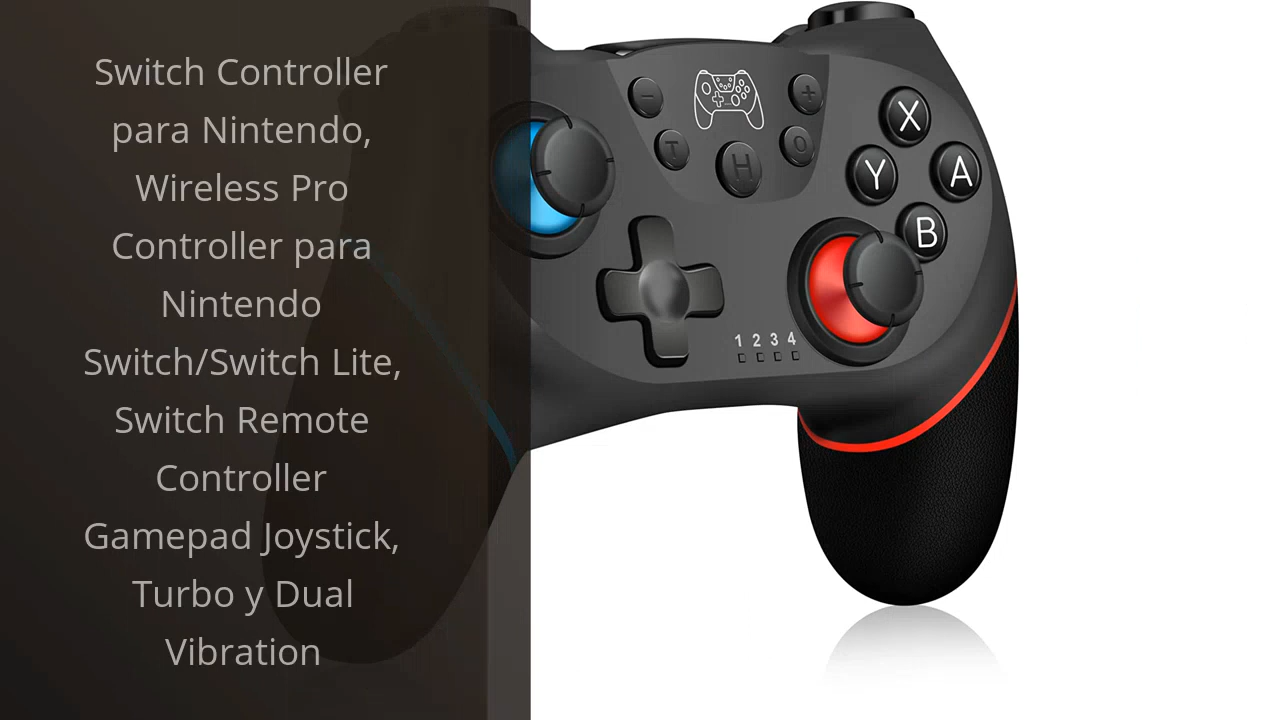 Switch Controller
para Nintendo,
Wireless Pro
Controller para
Nintendo
Switch/Switch Lite,
Switch Remote
Controller
Gamepad Joystick,
Turbo y Dual
Vibration
− +
T H O
X
Y A
B
1 2 3 4